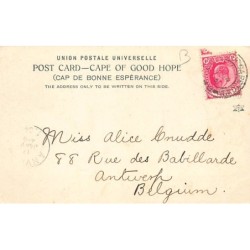 B
UNION POSTALE UNIVERSELLE
POST CARD—CAPE OF GOOD HOPE
(CAP DE BONNE ESPÉRANCE)
THE ADDRESS ONLY TO BE WRITTEN ON THIS SIDE.
Miss Alice Cnudde
88 Rue des Babillarde
Antwerp
Belgium.